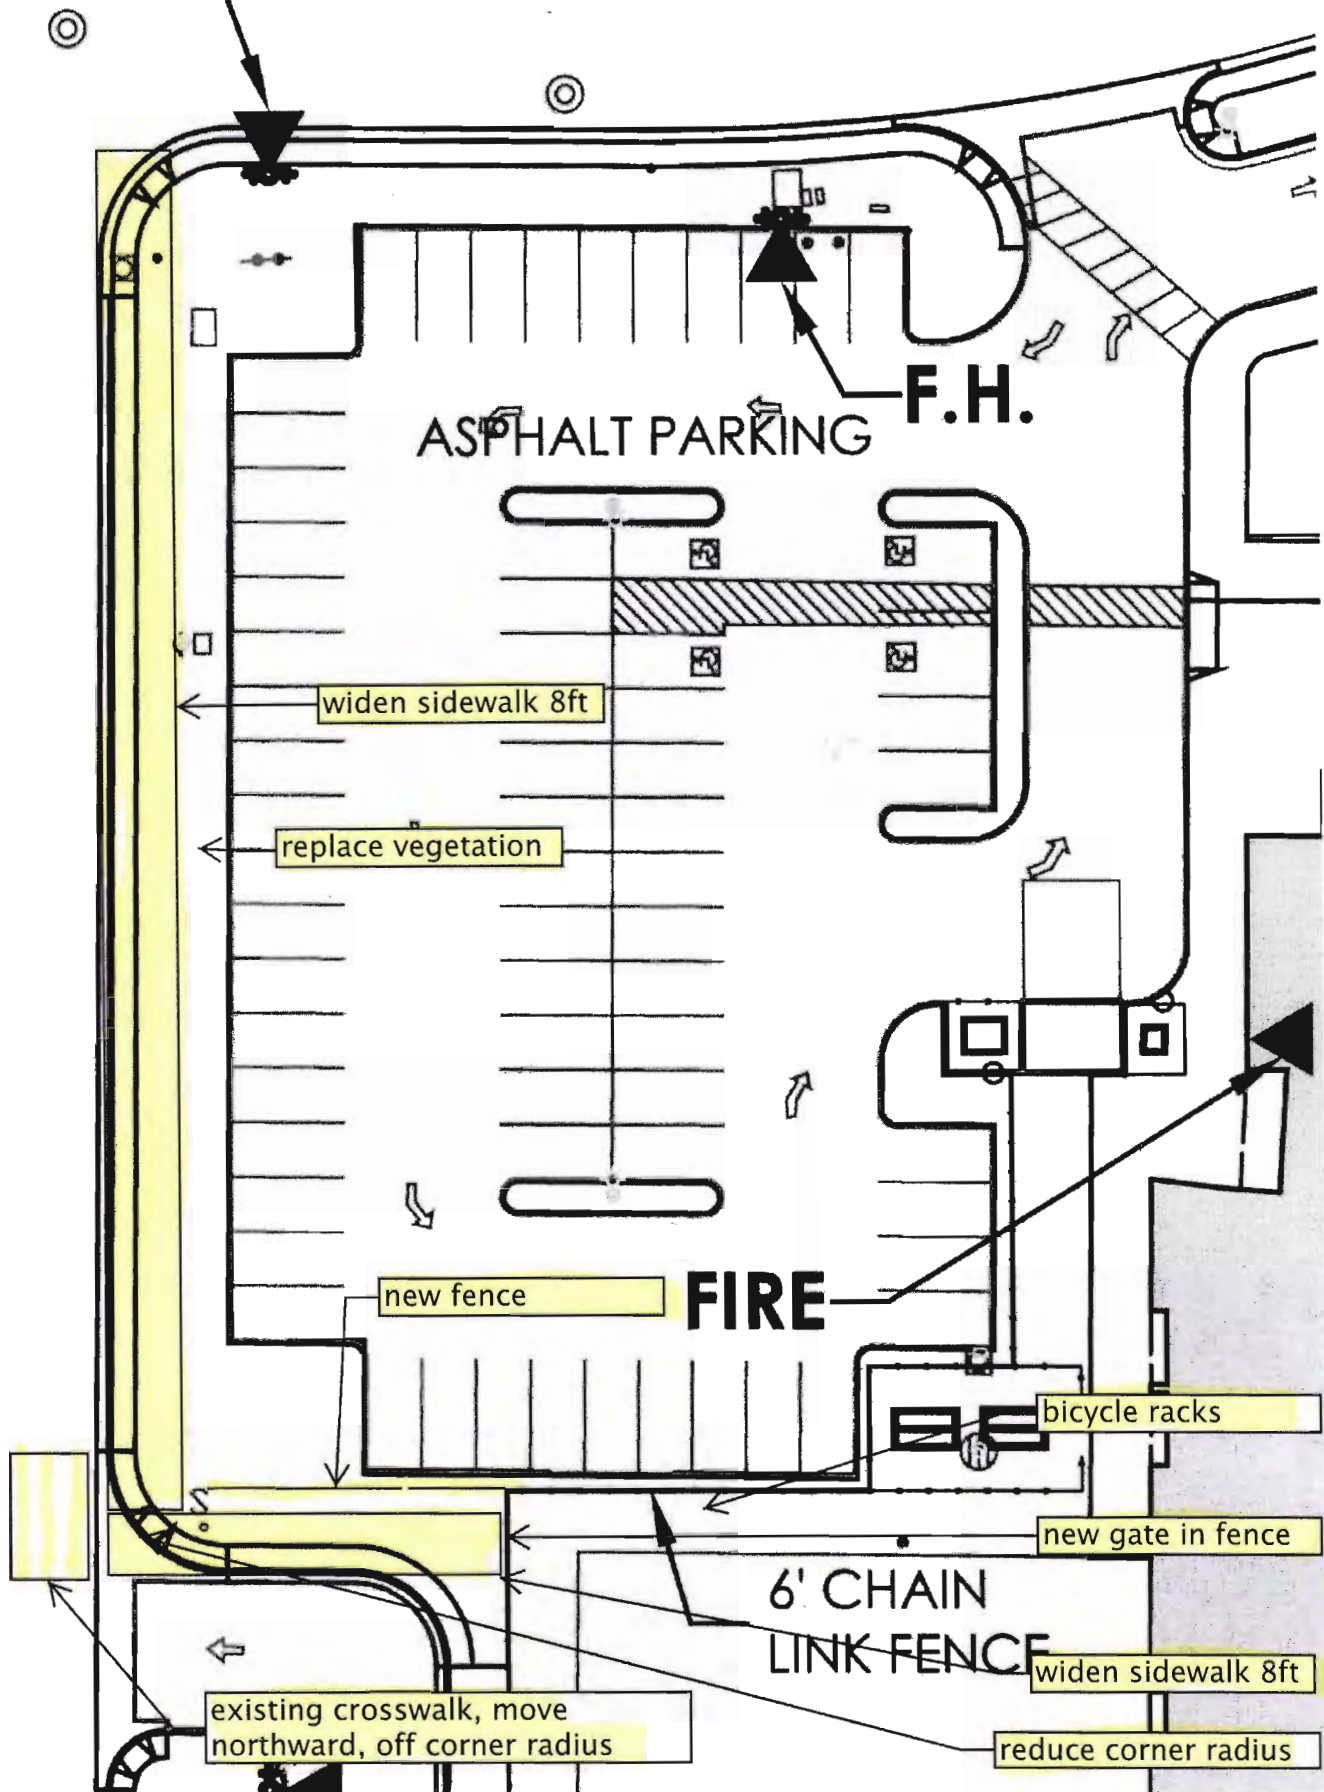 F.H.
ASPHALT PARKING
widen sidewalk 8ft
replace vegetation
new fence
FIRE
bicycle racks
new gate in fence
6' CHAIN
LINK FENCE
widen sidewalk 8ft
existing crosswalk, move
northward, off corner radius
reduce corner radius